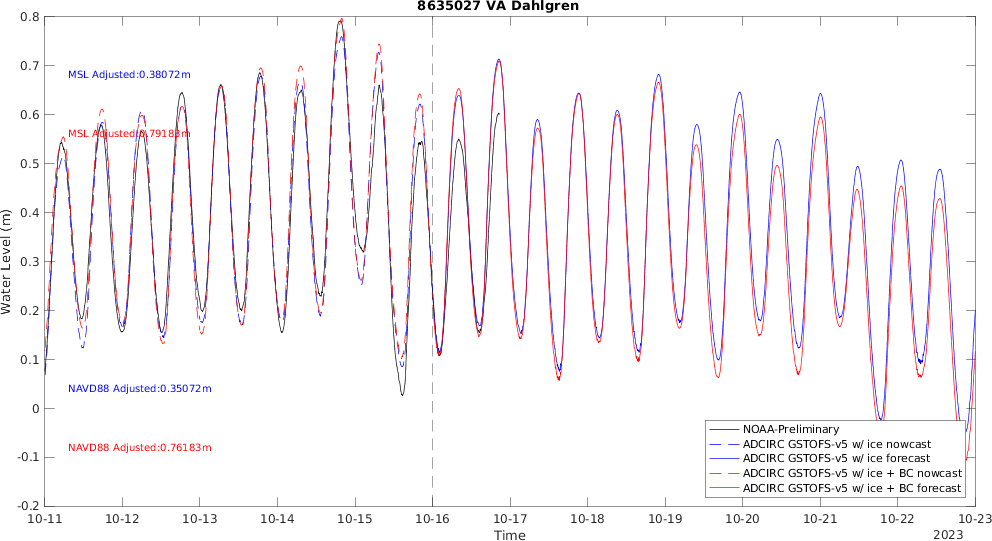 8635027 VA Dahlgren
0.8
0.7
0.6
0.5
0.4
0.3
0.2
0.1
0
-0.1
-0.2
Water Level (m)
MSL Adjusted:0.38072m
MSL Adjusted:0.79183m
NAVD88 Adjusted:0.35072m
NAVD88 Adjusted:0.76183m
NOAA-Preliminary
ADCIRC GSTOFS-v5 w/ ice nowcast
ADCIRC GSTOFS-v5 w/ ice forecast
ADCIRC GSTOFS-v5 w/ ice + BC nowcast
ADCIRC GSTOFS-v5 w/ ice + BC forecast
10-11 10-12 10-13 10-14 10-15 10-16 10-17 10-18 10-19 10-20 10-21 10-22 10-23
Time
2023